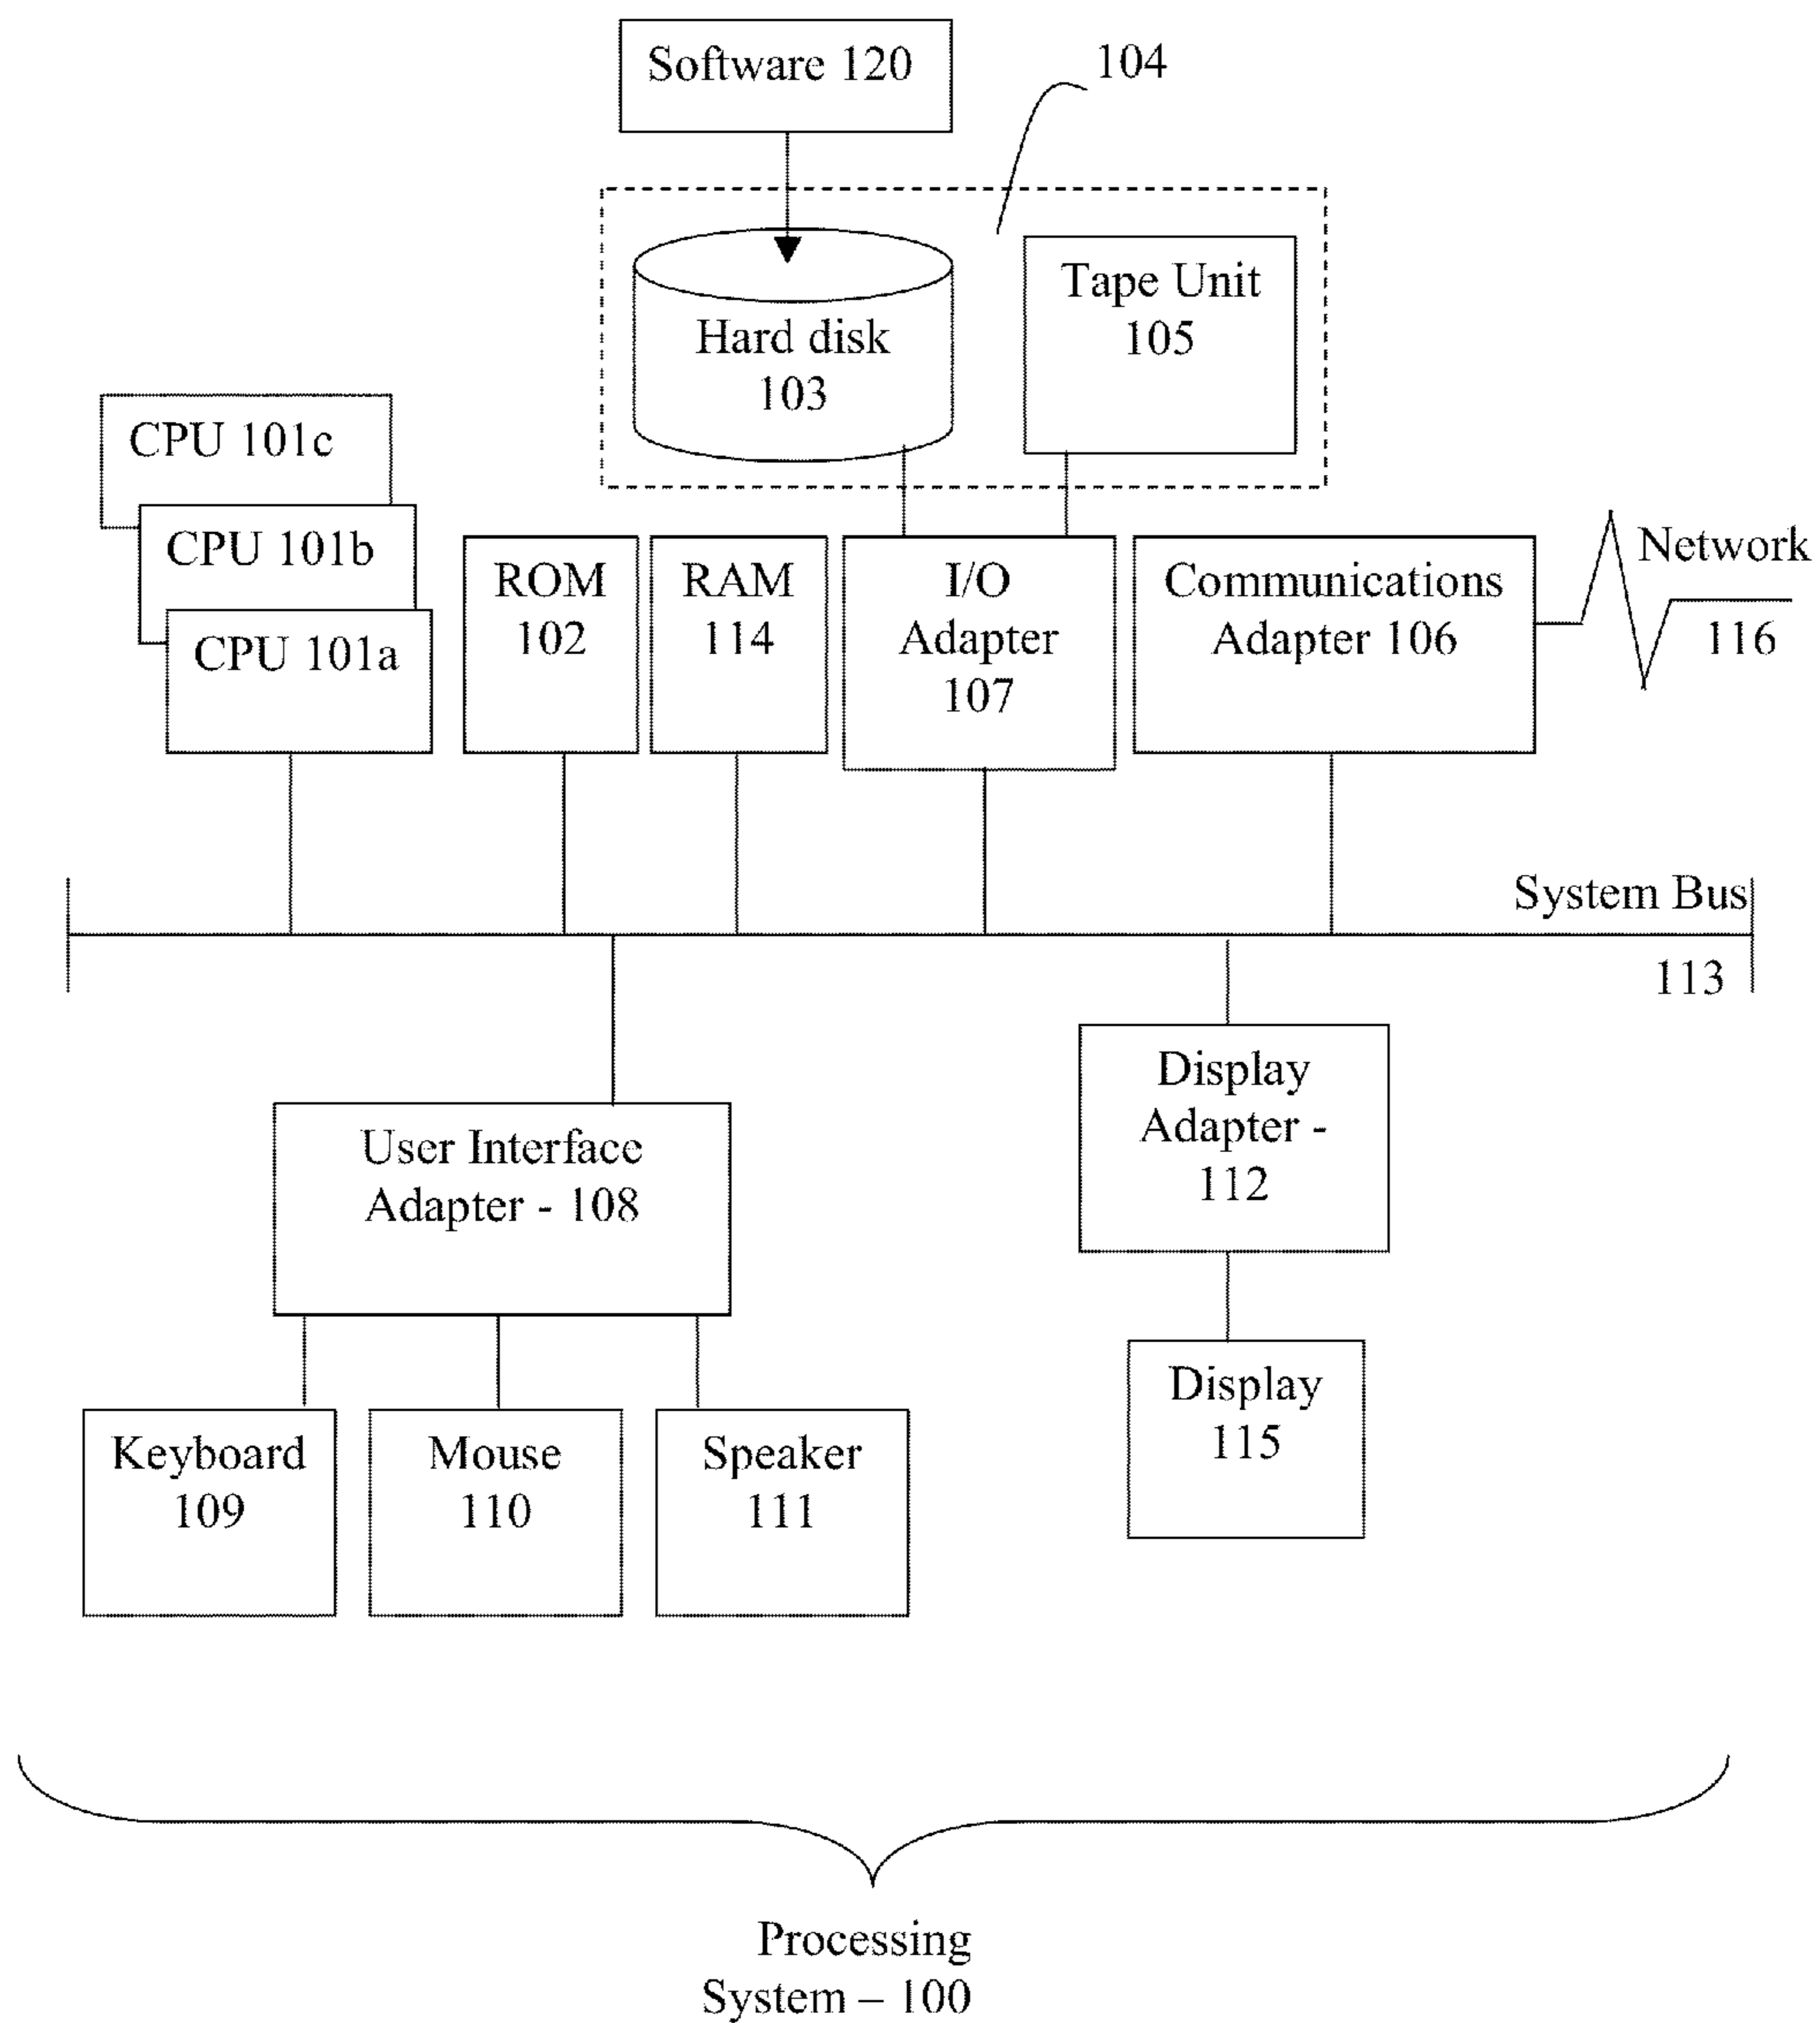 Software 120
104
Hard disk
103
Tape Unit
105
CPU 101c
CPU 101b
CPU 101a
ROM
102
RAM
114
I/O
Adapter
107
Communications
Adapter 106
Network
116
System Bus
113
User Interface
Adapter - 108
Display
Adapter -
112
Keyboard
109
Mouse
110
Speaker
111
Display
115
Processing
System – 100